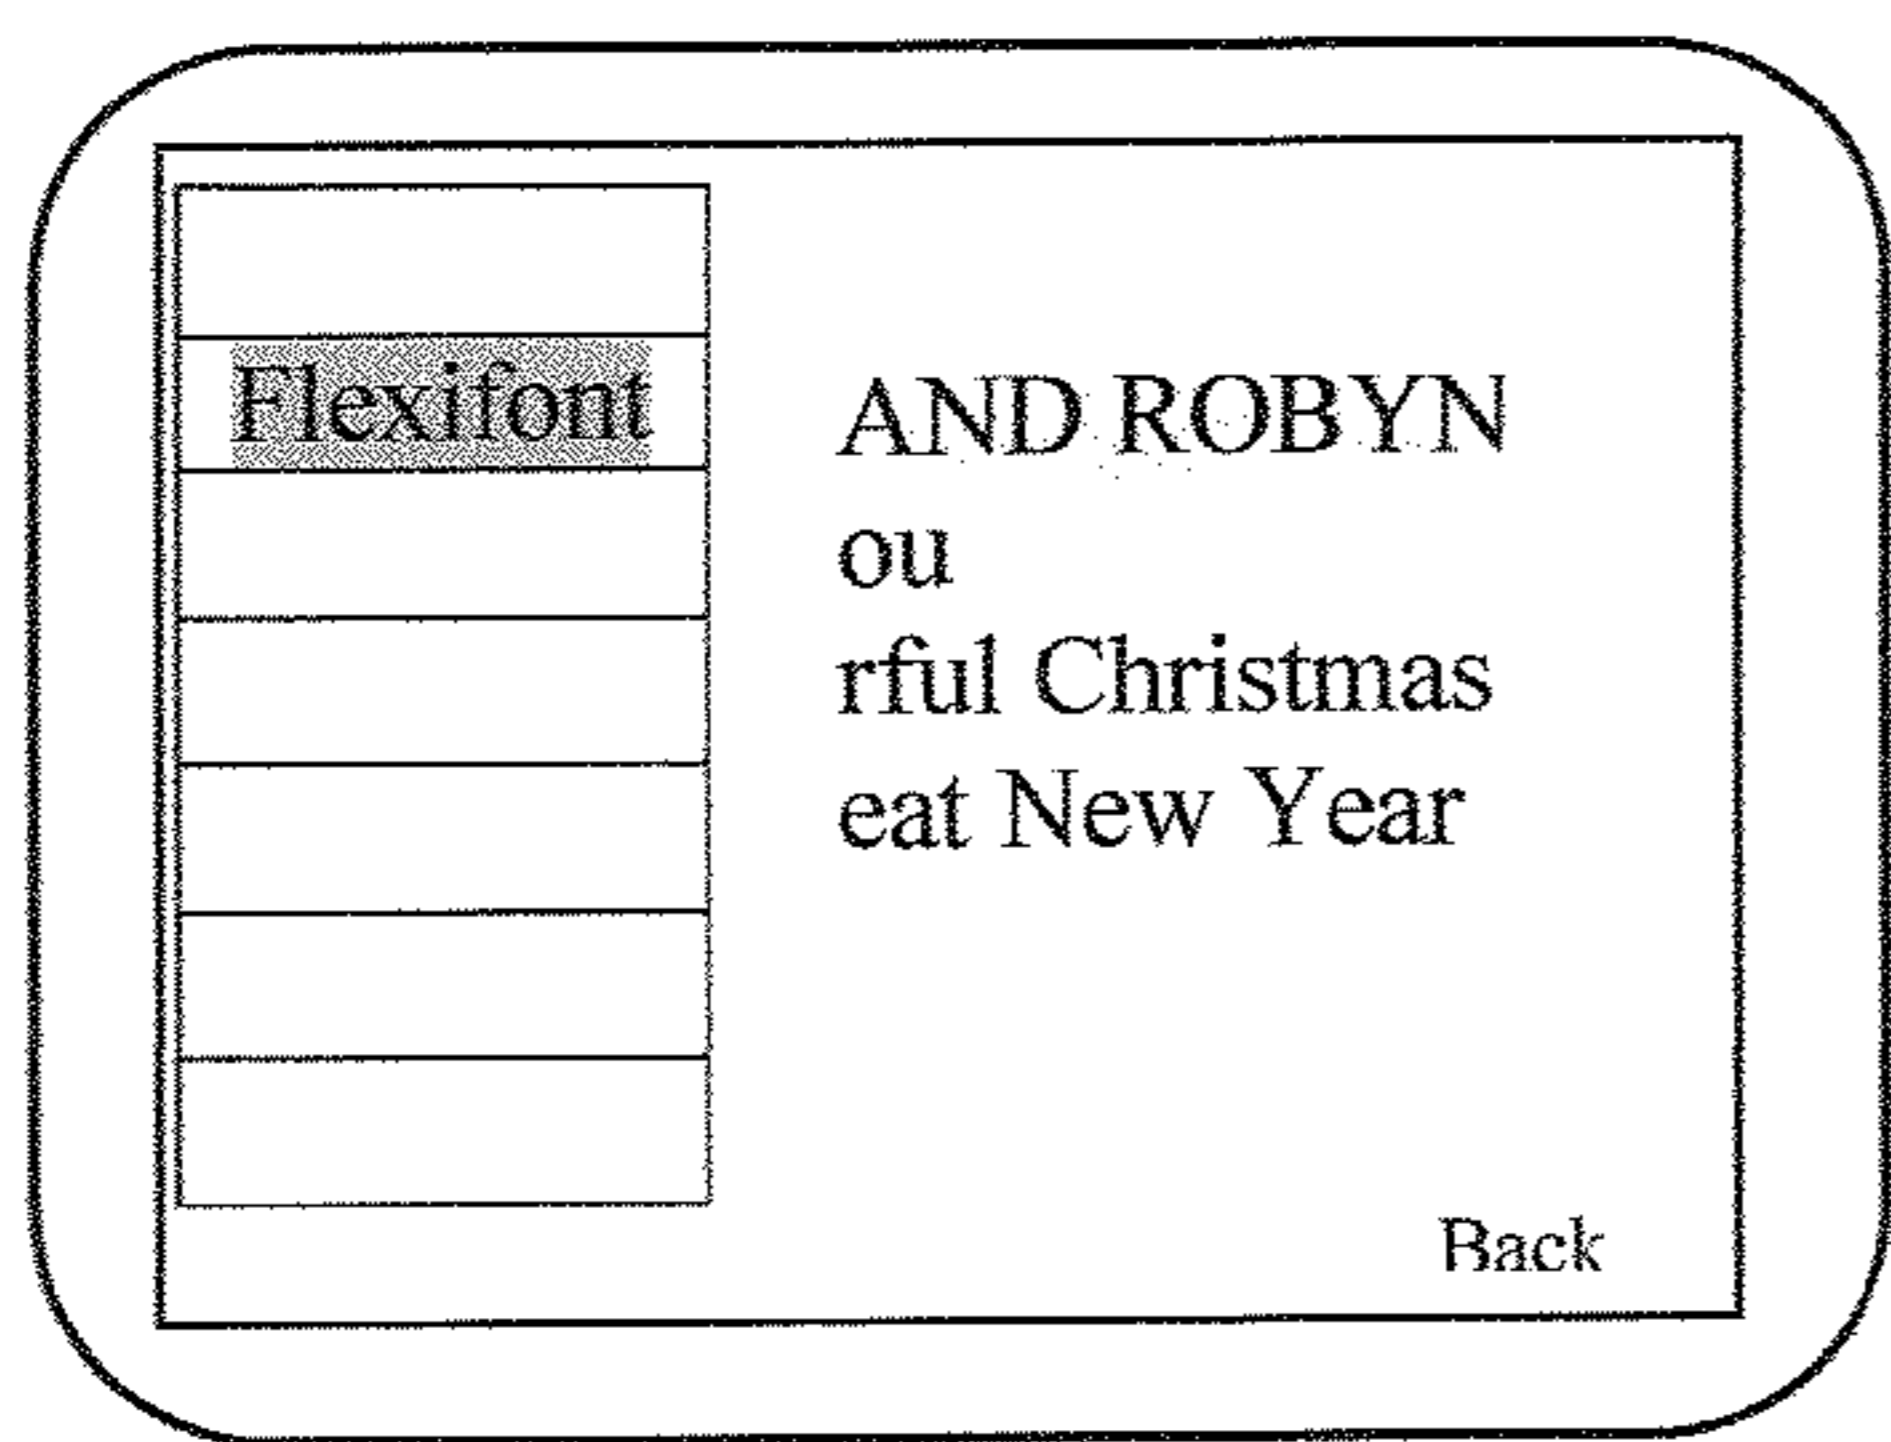 Flexifont
AND ROBYN
ou
rful Christmas
eat New Year
Back